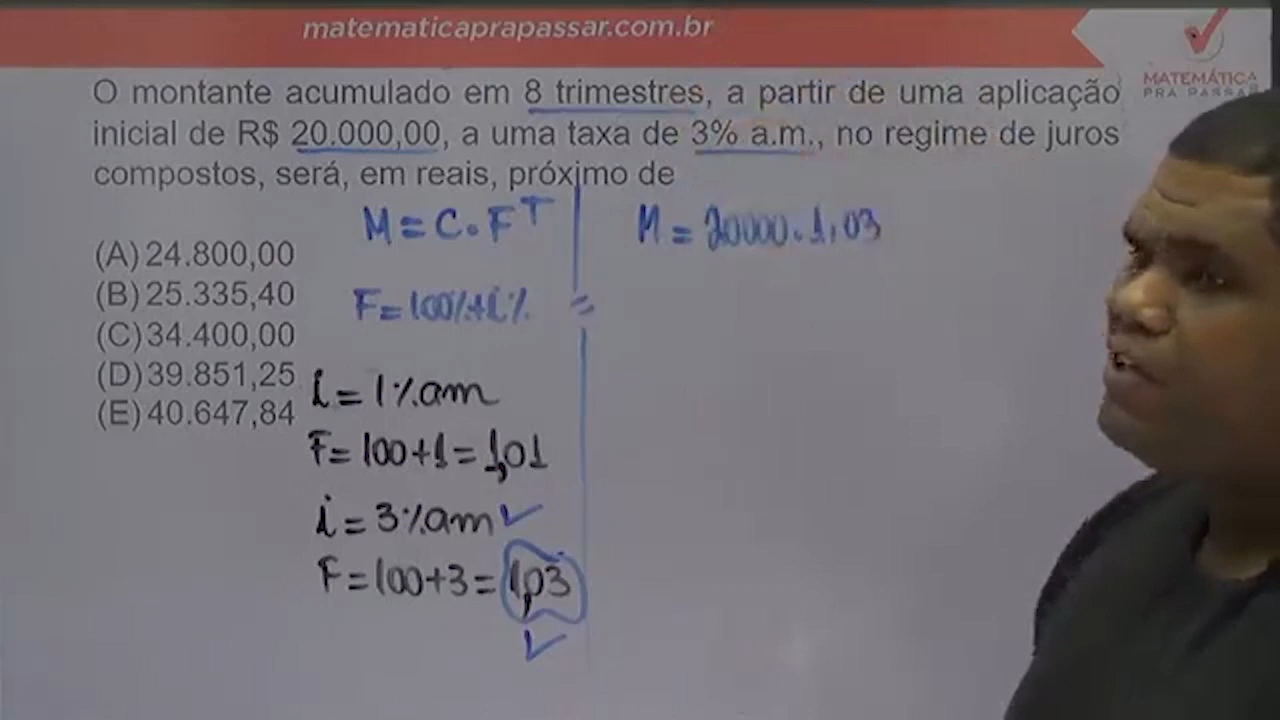 matematicaprapassar.com.br
MATEMÁTICA
PRA PASSAR
O montante acumulado em 8 trimestres, a partir de uma aplicação
inicial de R$ 20.000,00, a uma taxa de 3% a.m., no regime de juros
compostos, será, em reais, próximo de
(A) 24.800,00
(B) 25.335,40
(C) 34.400,00
(D) 39.851,25
(E) 40.647,84
M = C.F^T
F = 100%+i%
i = 1%am
F = 100+1 = 1,01
i = 3%am
F = 100+3 = 1,03
M = 20000.1,03